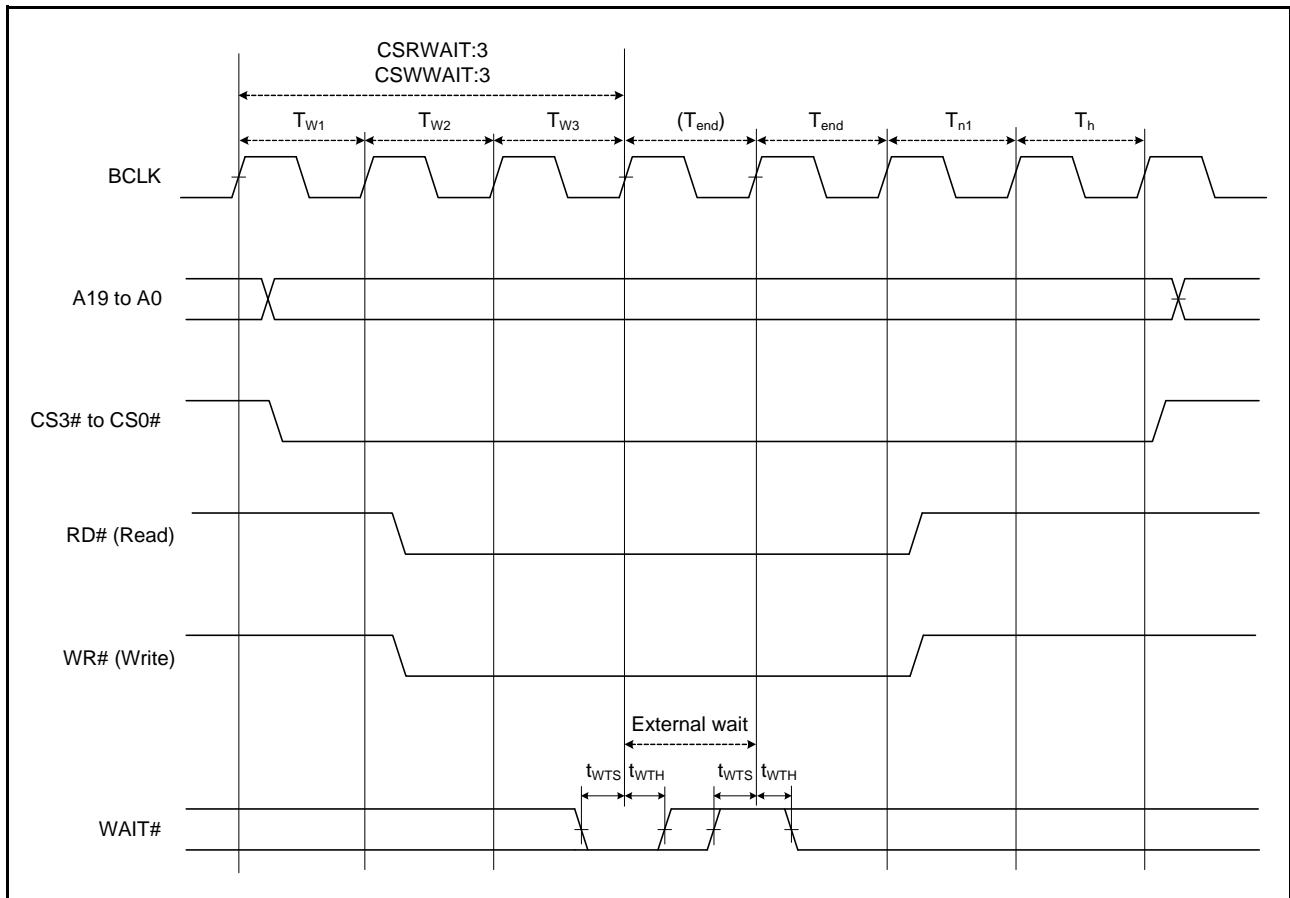 CSRWAIT:3
CSWWAIT:3
TW1 TW2 TW3 (Tend) Tend Tn1 Th
BCLK
A19 to A0
CS3# to CS0#
RD# (Read)
WR# (Write)
External wait
tWTS tWTH tWTS tWTH
WAIT#